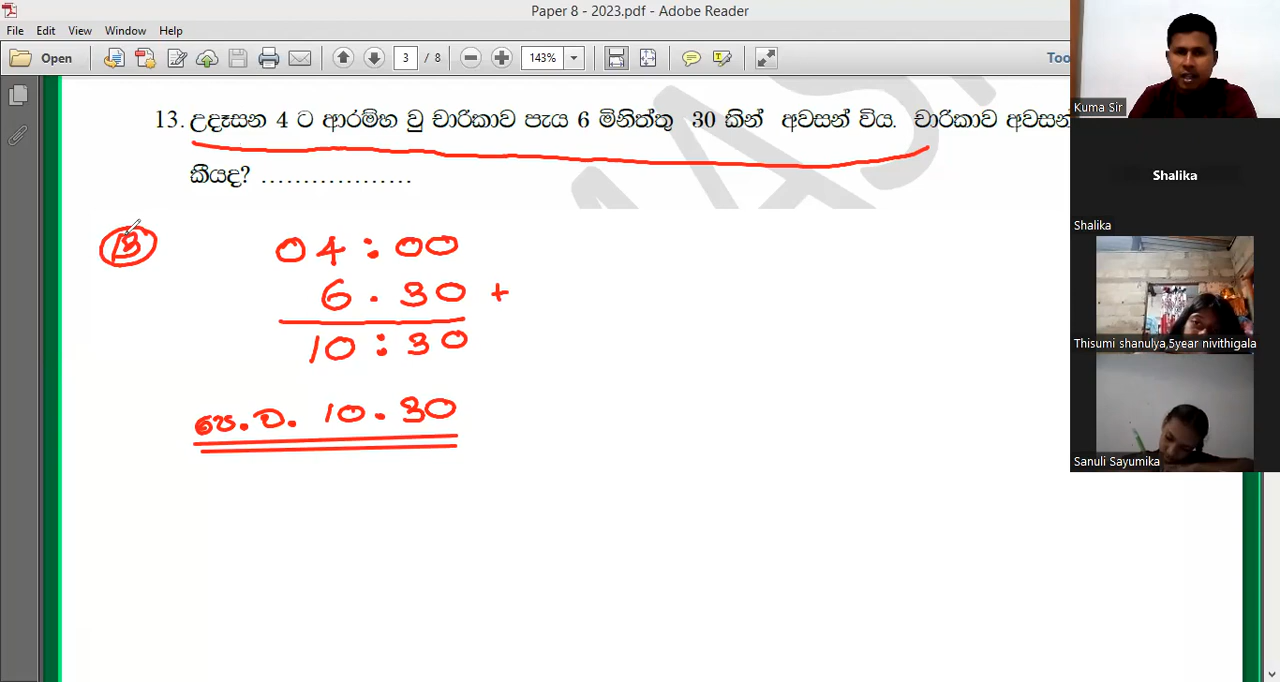 Paper 8 - 2023.pdf - Adobe Reader
File Edit View Window Help
Open 3 / 8 143% Too
13. උදෑසන 4 ට ආරම්භ වු චාරිකාව පැය 6 මිනිත්තු 30 කින් අවසන් විය. චාරිකාව අවසන්
කීයද? ..................
13
04:00
6.30 +
10:30
පෙ.ව. 10.30
Kuma Sir
Shalika
Shalika
Thisumi shanulya,5year nivithigala
Sanuli Sayumika